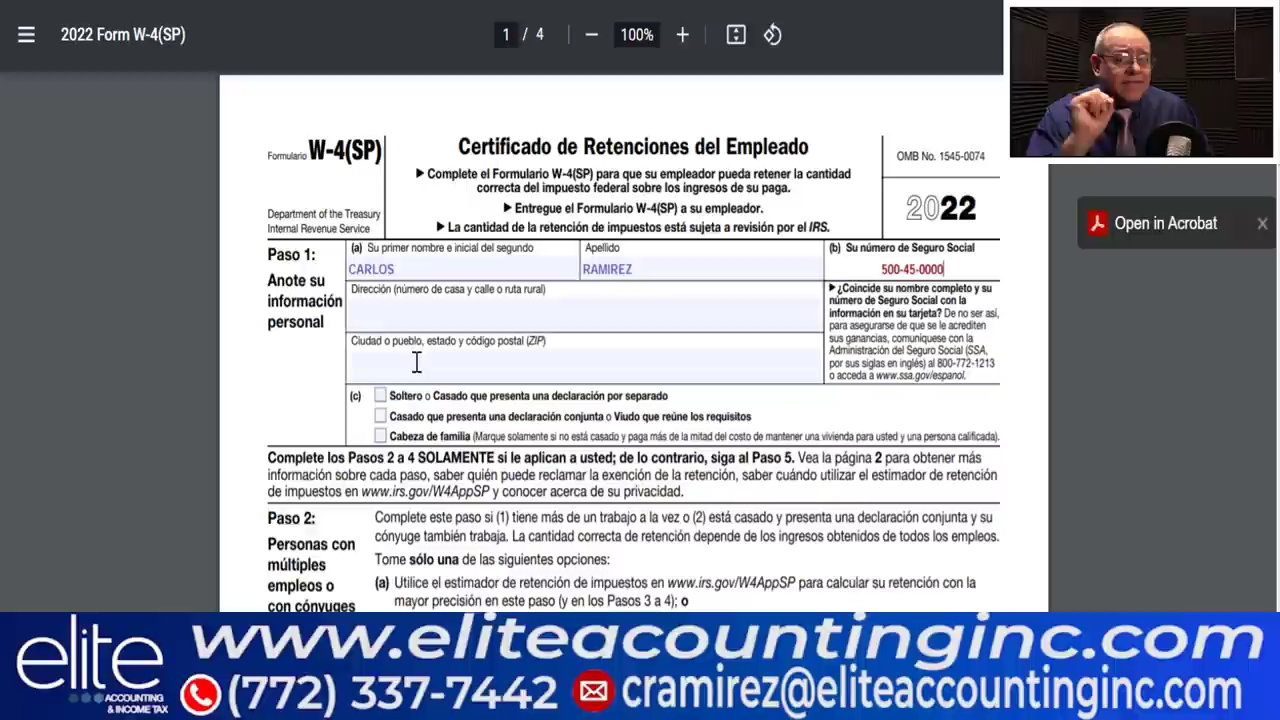 2022 Form W-4(SP)
1 / 4
100%
Open in Acrobat
Formulario W-4(SP)
Department of the Treasury
Internal Revenue Service
Certificado de Retenciones del Empleado
▶ Complete el Formulario W-4(SP) para que su empleador pueda retener la cantidad
correcta del impuesto federal sobre los ingresos de su paga.
▶ Entregue el Formulario W-4(SP) a su empleador.
▶ La cantidad de la retención de impuestos está sujeta a revisión por el IRS.
OMB No. 1545-0074
2022
Paso 1:
Anote su
información
personal
(a) Su primer nombre e inicial del segundo
CARLOS
Apellido
RAMIREZ
(b) Su número de Seguro Social
500-45-0000
Dirección (número de casa y calle o ruta rural)
Ciudad o pueblo, estado y código postal (ZIP)
▶ ¿Coincide su nombre completo y su
número de Seguro Social con la
información en su tarjeta? De no ser así,
para asegurarse de que se le acrediten
sus ganancias, comuníquese con la
Administración del Seguro Social (SSA,
por sus siglas en inglés) al 800-772-1213
o acceda a www.ssa.gov/espanol.
(c) Soltero o Casado que presenta una declaración por separado
Casado que presenta una declaración conjunta o Viudo que reúne los requisitos
Cabeza de familia (Marque solamente si no está casado y paga más de la mitad del costo de mantener una vivienda para usted y una persona calificada).
Complete los Pasos 2 a 4 SOLAMENTE si le aplican a usted; de lo contrario, siga al Paso 5. Vea la página 2 para obtener más
información sobre cada paso, saber quién puede reclamar la exención de la retención, saber cuándo utilizar el estimador de retención
de impuestos en www.irs.gov/W4AppSP y conocer acerca de su privacidad.
Paso 2:
Personas con
múltiples
empleos o
con cónyuges
Complete este paso si (1) tiene más de un trabajo a la vez o (2) está casado y presenta una declaración conjunta y su
cónyuge también trabaja. La cantidad correcta de retención depende de los ingresos obtenidos de todos los empleos.
Tome sólo una de las siguientes opciones:
(a) Utilice el estimador de retención de impuestos en www.irs.gov/W4AppSP para calcular su retención con la
mayor precisión en este paso (y en los Pasos 3 a 4); o
elite
ACCOUNTING
& INCOME TAX
www.eliteacountinginc.com
(772) 337-7442
cramirez@eliteaccountinginc.com